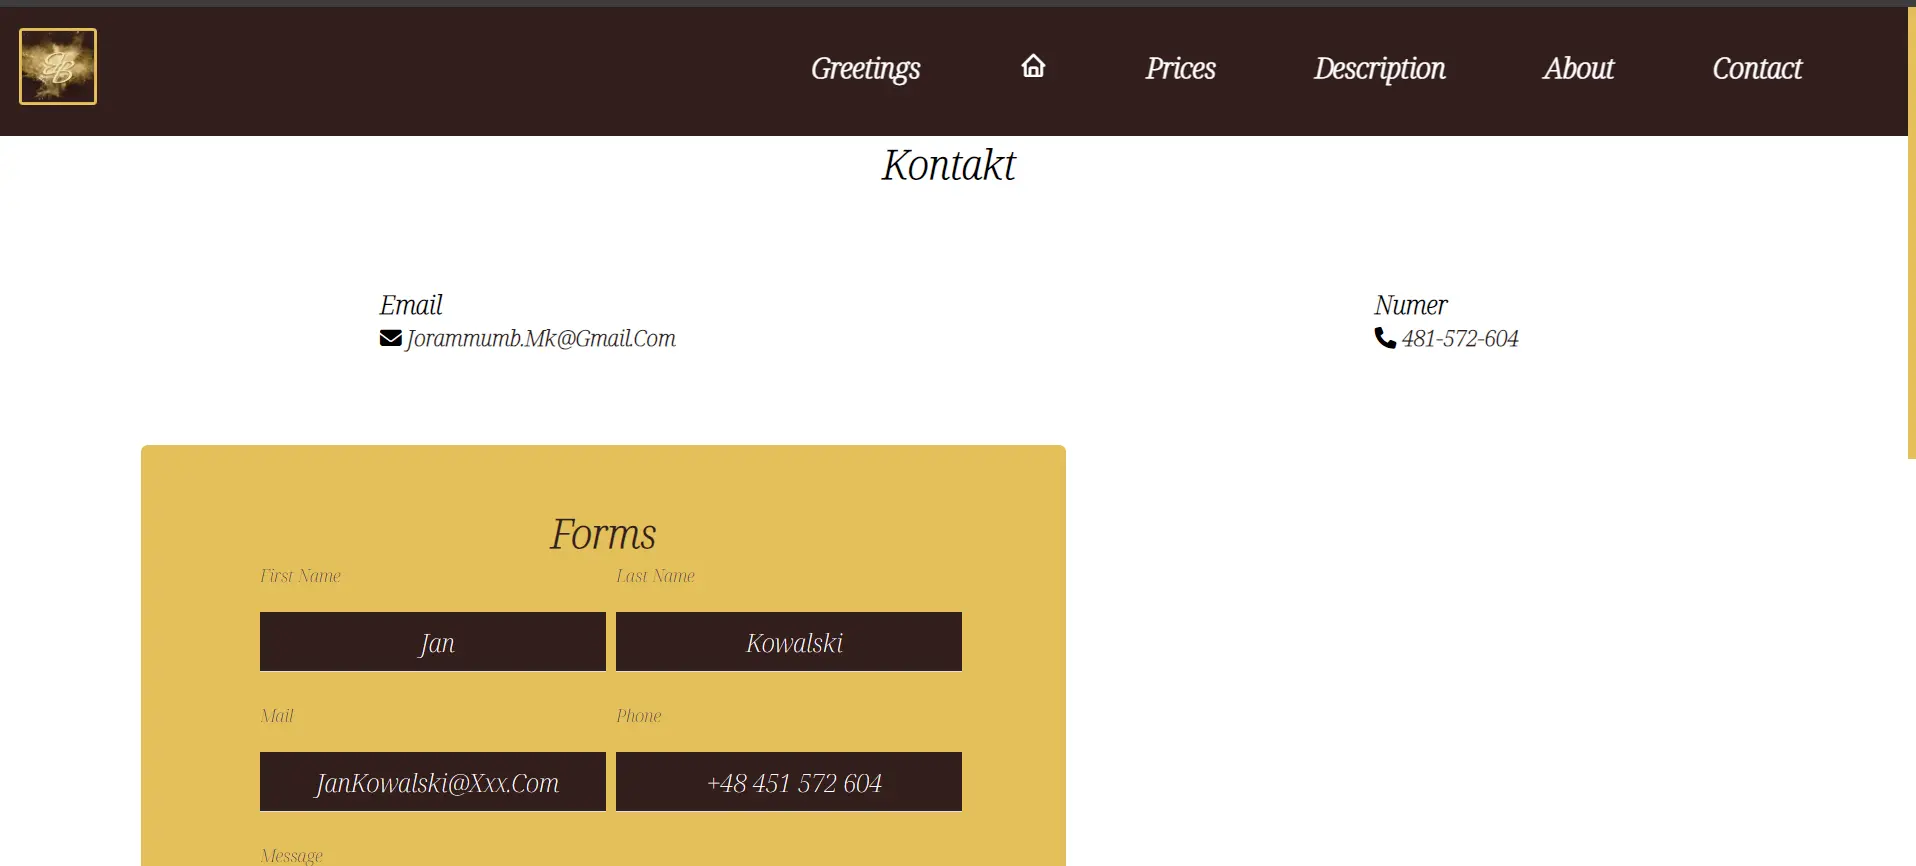 Greetings Prices Description About Contact
Kontakt
Email Numer
Jorammumb.Mk@Gmail.Com 481-572-604
Forms
First Name Last Name
Jan Kowalski
Mail Phone
JanKowalski@Xxx.Com +48 451 572 604
Message